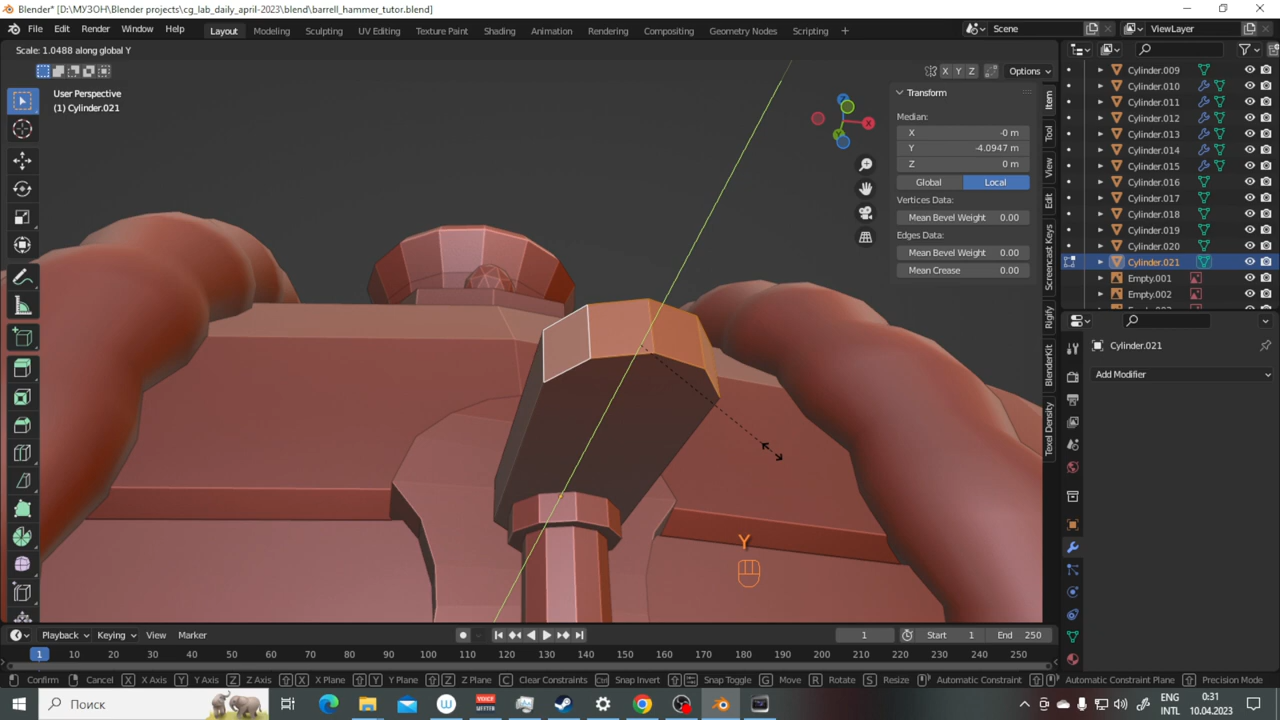 Blender* [D:\МУЗОН\Blender projects\cg_lab_daily_april-2023\blend\barrell_hammer_tutor.blend]
File Edit Render Window Help Layout Modeling Sculpting UV Editing Texture Paint Shading Animation Rendering Compositing Geometry Nodes Scripting + Scene ViewLayer
Scale: 1.0488 along global Y
X Y Z Options
User Perspective
(1) Cylinder.021
Transform
Median:
X -0 m
Y -4.0947 m
Z 0 m
Global Local
Vertices Data:
Mean Bevel Weight 0.00
Edges Data:
Mean Bevel Weight 0.00
Mean Crease 0.00
Item
Tool
View
Edit
Screencast Keys
Rigify
BlenderKit
Texel Density
X
Cylinder.009
Cylinder.010
Cylinder.011
Cylinder.012
Cylinder.013
Cylinder.014
Cylinder.015
Cylinder.016
Cylinder.017
Cylinder.018
Cylinder.019
Cylinder.020
Cylinder.021
Empty.001
Empty.002
Cylinder.021
Add Modifier
Y
Playback Keying View Marker 1 Start 1 End 250
1 10 20 30 40 50 60 70 80 90 100 110 120 130 140 150 160 170 180 190 200 210 220 230 240 250
Confirm Cancel X X Axis Y Y Axis Z Z Axis X X Plane Y Y Plane Z Z Plane C Clear Constraints Ctrl Snap Invert Snap Toggle G Move R Rotate S Resize Automatic Constraint Automatic Constraint Plane Precision Mode
Поиск
ENG
INTL
0:31
10.04.2023